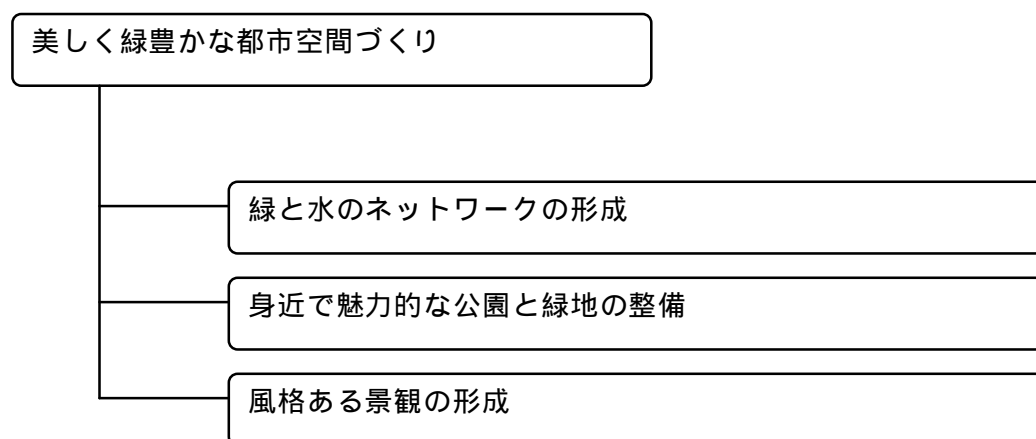 美しく緑豊かな都市空間づくり
緑と水のネットワークの形成
身近で魅力的な公園と緑地の整備
風格ある景観の形成